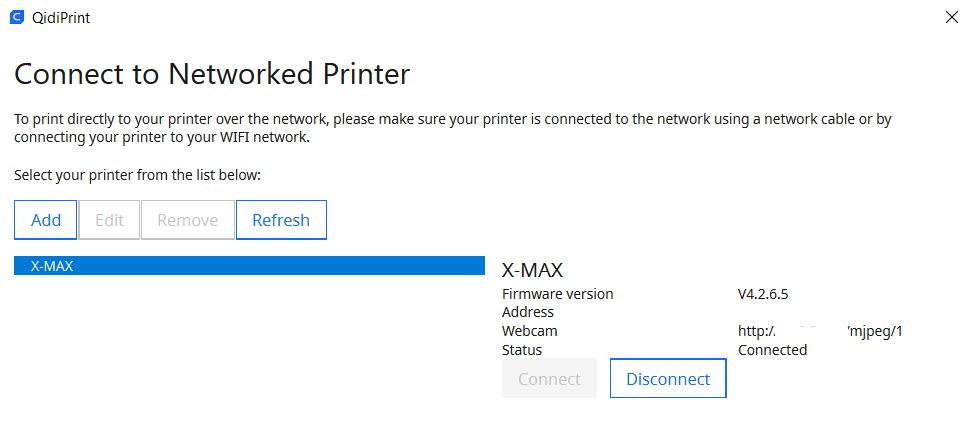 QidiPrint
Connect to Networked Printer
To print directly to your printer over the network, please make sure your printer is connected to the network using a network cable or by
connecting your printer to your WIFI network.
Select your printer from the list below:
Add Edit Remove Refresh
X-MAX
X-MAX
Firmware version V4.2.6.5
Address
Webcam http:/. /mjpeg/1
Status Connected
Connect Disconnect